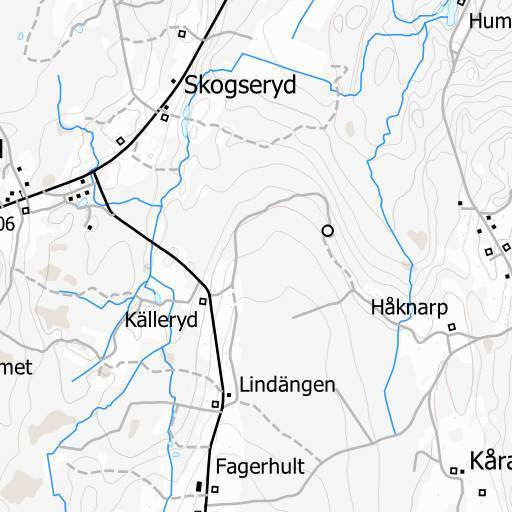 Hum
Skogseryd
06
Håknarp
Källeryd
met
Lindängen
Fagerhult
Kåra